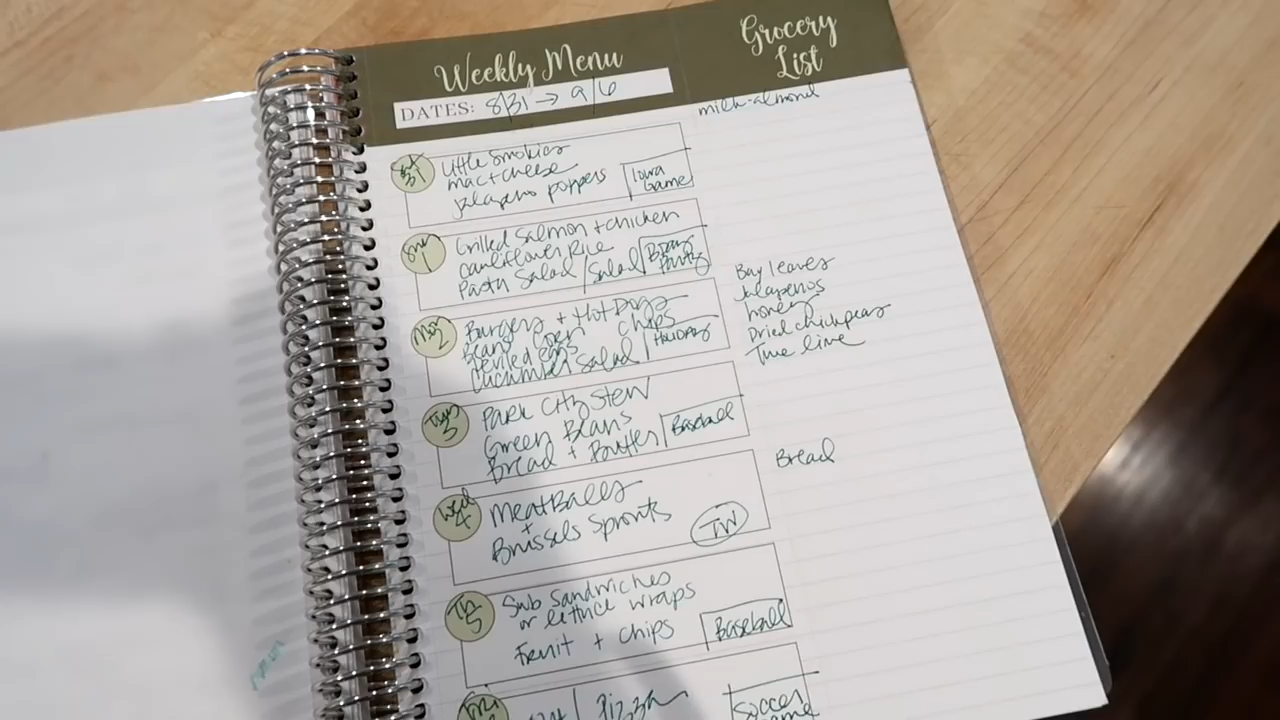 Weekly Menu
DATES: 8/31 → 9/6
Grocery
List
milk-almond
Sat
31
Little Smokies
mac + cheese
jalapeno poppers
Iowa
Game
Sun
1
Grilled Salmon + chicken
Cauliflower Rice
Pasta Salad / Salad
Party
Bay leaves
Jalapenos
honey
Dried chickpeas
Mon
2
Burgers + Hot Dogs
Beans Corn chips
Deviled eggs
Cucumber Salad
HOLIDAY
Tues
3
Park City Stew
Green Beans
Bread + Butter
Baseball
Bread
Wed
4
MeatBalls
+
Brussels Sprouts
TW
Th
5
Sub Sandwiches
or lettuce wraps
Fruit + chips
Baseball
Fri
Pizza
Soccer
Game